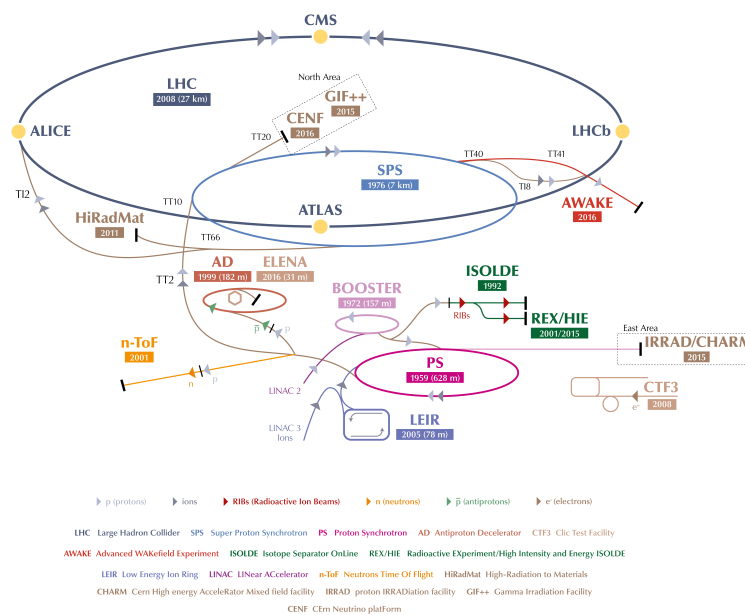 CMS
North Area
LHC
2008 (27 km)
GIF++
2015
CENF
2016
ALICE
LHCb
TT20
TT40
TT41
SPS
1976 (7 km)
TI2
TI8
TT10
HiRadMat
2011
ATLAS
AWAKE
2016
TT66
AD
1999 (182 m)
ELENA
2016 (31 m)
TT2
BOOSTER
1972 (157 m)
ISOLDE
1992
RIBs
REX/HIE
2001/2015
p̅
p
n-ToF
2001
East Area
IRRAD/CHARM
2015
PS
1959 (628 m)
n
p
LINAC 2
CTF3
2008
e⁻
LEIR
2005 (78 m)
LINAC 3
Ions
p (protons) ions RIBs (Radioactive Ion Beams) n (neutrons) p̅ (antiprotons) e⁻ (electrons)
LHC Large Hadron Collider SPS Super Proton Synchrotron PS Proton Synchrotron AD Antiproton Decelerator CTF3 Clic Test Facility
AWAKE Advanced WAKefield Experiment ISOLDE Isotope Separator OnLine REX/HIE Radioactive EXperiment/High Intensity and Energy ISOLDE
LEIR Low Energy Ion Ring LINAC LINear ACcelerator n-ToF Neutrons Time Of Flight HiRadMat High-Radiation to Materials
CHARM Cern High energy AcceleRator Mixed field facility IRRAD proton IRRADiation facility GIF++ Gamma Irradiation Facility
CENF CErn Neutrino platForm